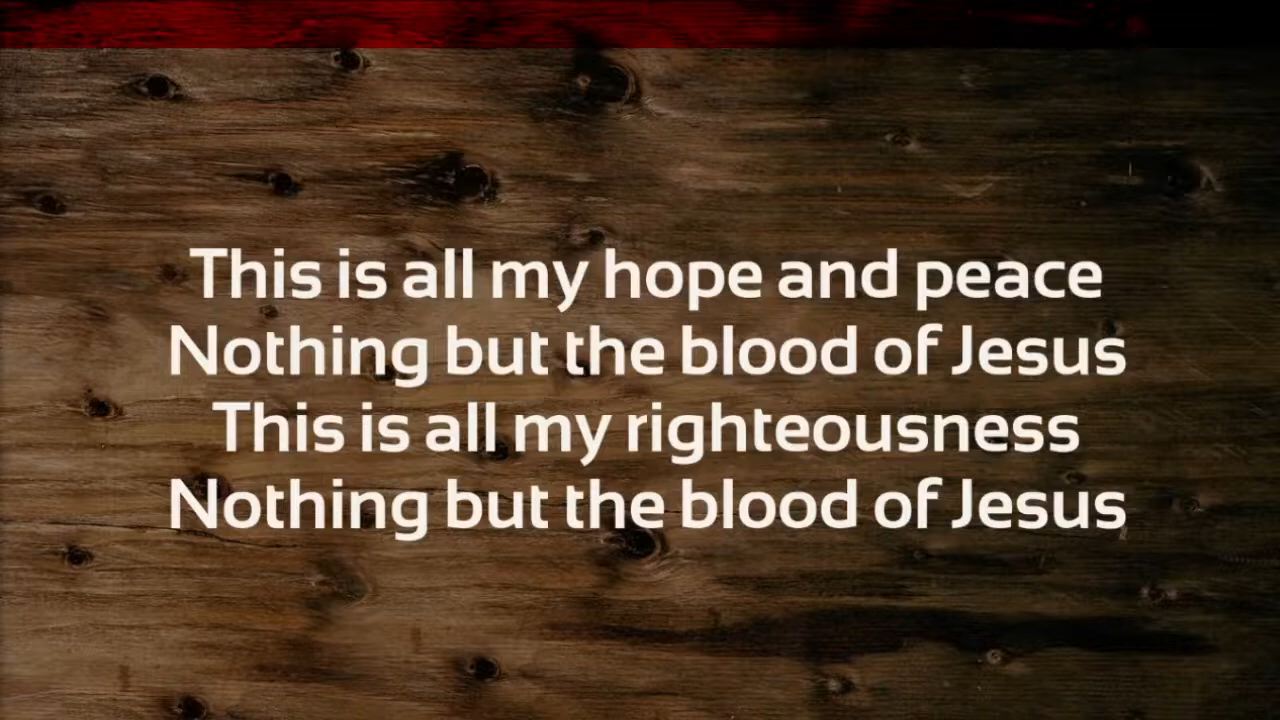 This is all my hope and peace
Nothing but the blood of Jesus
This is all my righteousness
Nothing but the blood of Jesus